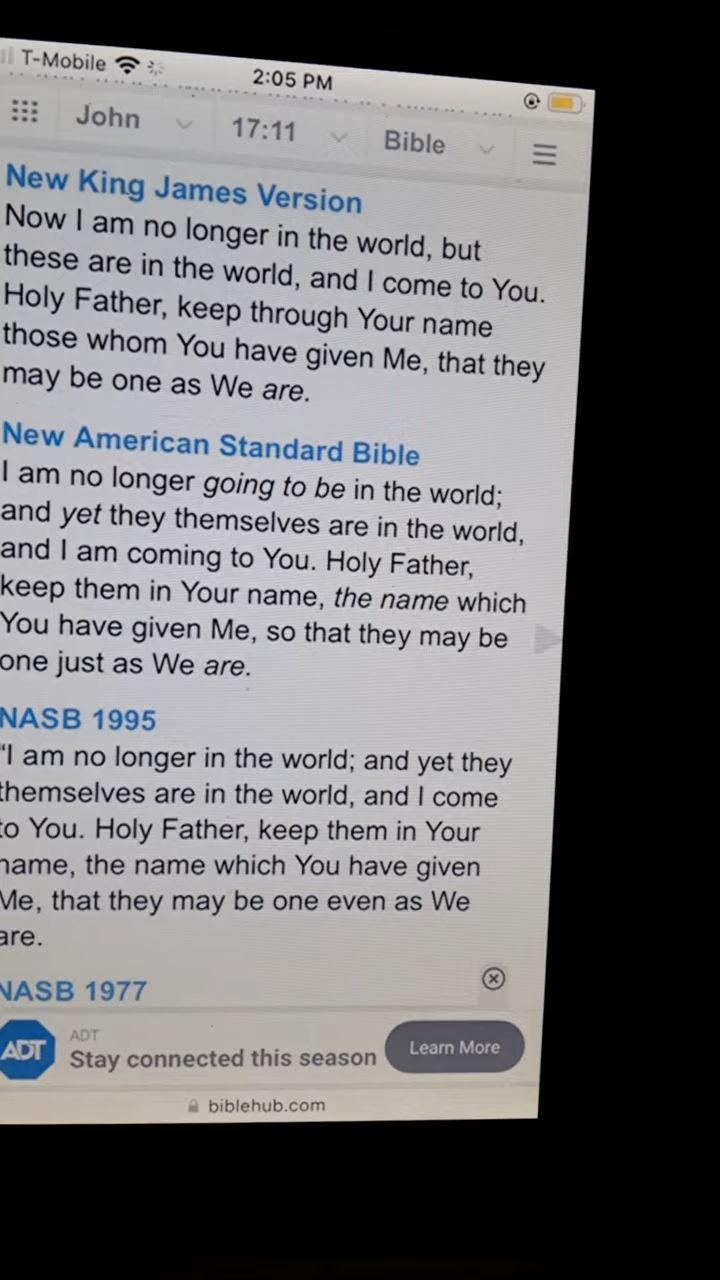 T-Mobile 2:05 PM
John 17:11 Bible
New King James Version
Now I am no longer in the world, but
these are in the world, and I come to You.
Holy Father, keep through Your name
those whom You have given Me, that they
may be one as We are.
New American Standard Bible
I am no longer going to be in the world;
and yet they themselves are in the world,
and I am coming to You. Holy Father,
keep them in Your name, the name which
You have given Me, so that they may be
one just as We are.
NASB 1995
“I am no longer in the world; and yet they
themselves are in the world, and I come
to You. Holy Father, keep them in Your
name, the name which You have given
Me, that they may be one even as We
are.
NASB 1977
ADT
ADT
Stay connected this season
Learn More
biblehub.com